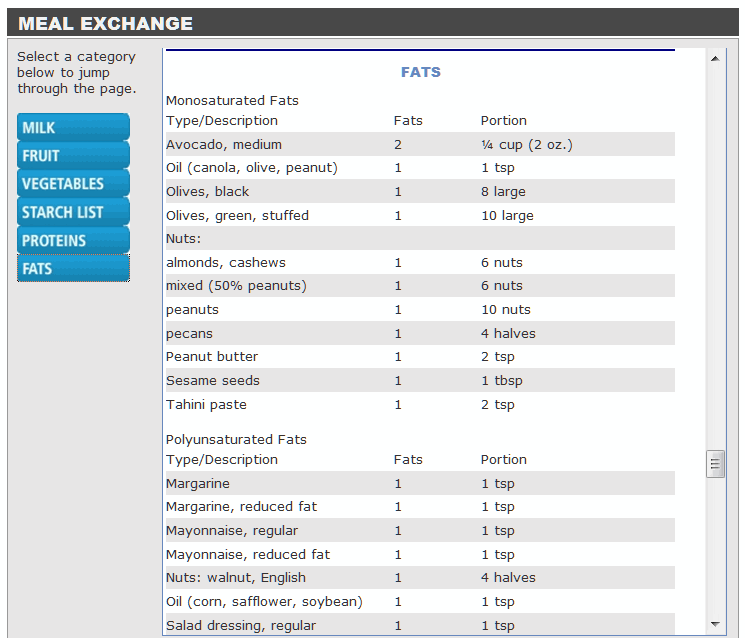 MEAL EXCHANGE
Select a category
below to jump
through the page.
MILK
FRUIT
VEGETABLES
STARCH LIST
PROTEINS
FATS
FATS
Monosaturated Fats
Type/Description Fats Portion
Avocado, medium 2 ¼ cup (2 oz.)
Oil (canola, olive, peanut) 1 1 tsp
Olives, black 1 8 large
Olives, green, stuffed 1 10 large
Nuts:
almonds, cashews 1 6 nuts
mixed (50% peanuts) 1 6 nuts
peanuts 1 10 nuts
pecans 1 4 halves
Peanut butter 1 2 tsp
Sesame seeds 1 1 tbsp
Tahini paste 1 2 tsp
Polyunsaturated Fats
Type/Description Fats Portion
Margarine 1 1 tsp
Margarine, reduced fat 1 1 tsp
Mayonnaise, regular 1 1 tsp
Mayonnaise, reduced fat 1 1 tsp
Nuts: walnut, English 1 4 halves
Oil (corn, safflower, soybean) 1 1 tsp
Salad dressing, regular 1 1 tsp